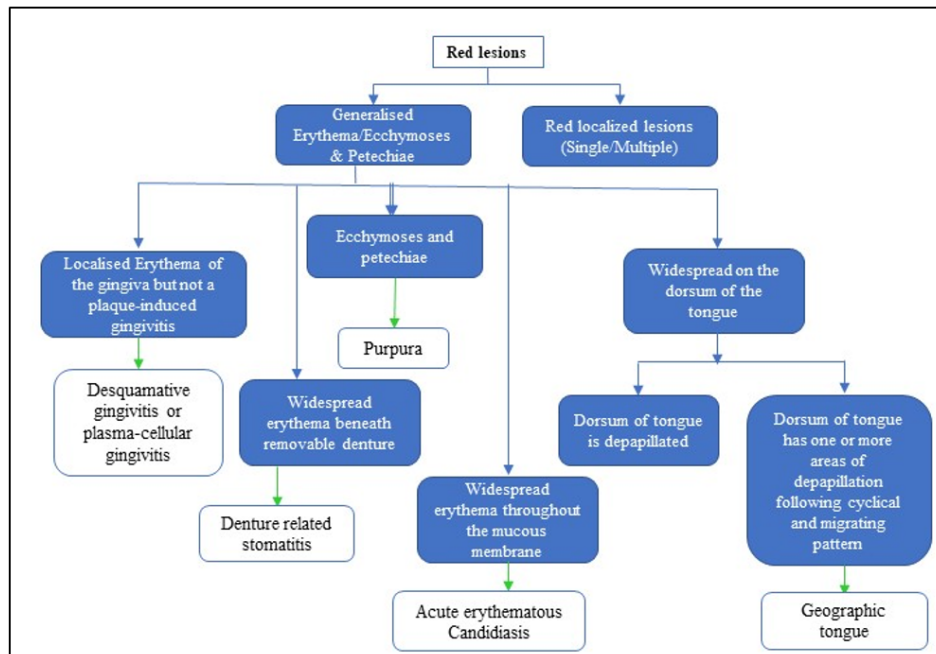 Red lesions
Generalised
Erythema/Ecchymoses
& Petechiae
Red localized lesions
(Single/Multiple)
Localised Erythema of
the gingiva but not a
plaque-induced
gingivitis
Ecchymoses and
petechiae
Widespread on the
dorsum of the
tongue
Purpura
Desquamative
gingivitis or
plasma-cellular
gingivitis
Widespread
erythema beneath
removable denture
Dorsum of tongue
is depapillated
Dorsum of tongue
has one or more
areas of
depapillation
following cyclical
and migrating
pattern
Denture related
stomatitis
Widespread
erythema throughout
the mucous
membrane
Acute erythematous
Candidiasis
Geographic
tongue